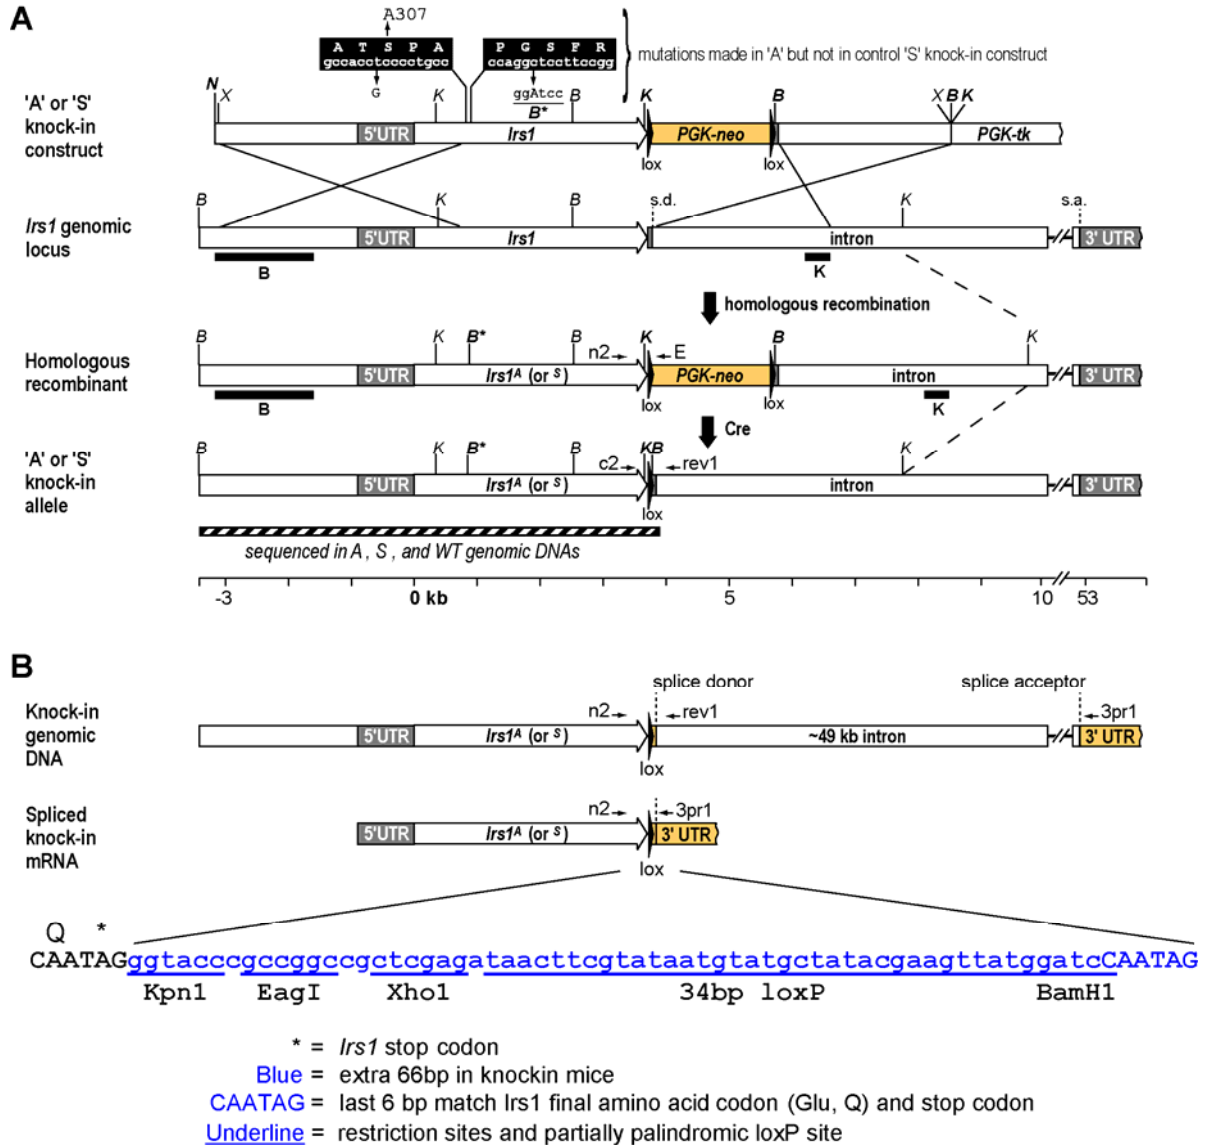 A
A307
A T S P A
gccacctcccctgcc
G
P G S F R
ccaggctccttccgg
ggAtcc
B*
mutations made in 'A' but not in control 'S' knock-in construct
'A' or 'S'
knock-in
construct
N X K B K B X B K
5'UTR Irs1 PGK-neo PGK-tk
lox lox
Irs1 genomic
locus
B K B s.d. K s.a.
5'UTR Irs1 intron 3' UTR
B K
homologous recombination
Homologous
recombinant
B K B* B n2 K E B K
5'UTR Irs1A (or S) PGK-neo intron 3' UTR
B lox lox K
Cre
'A' or 'S'
knock-in
allele
B K B* B c2 KB rev1 K
5'UTR Irs1A (or S) intron 3' UTR
lox
sequenced in A , S , and WT genomic DNAs
-3 0 kb 5 10 53
B
splice donor splice acceptor
Knock-in
genomic
DNA
n2 rev1 3pr1
Irs1A (or S) ~49 kb intron 3' UTR
5'UTR
lox
Spliced
knock-in
mRNA
n2 3pr1
5'UTR Irs1A (or S) 3' UTR
lox
Q *
CAATAGggtacccgccggccgctcgagataacttcgtataatgtatgctatacgaagttatggatcCAATAG
Kpn1 EagI Xho1 34bp loxP BamH1
* = Irs1 stop codon
Blue = extra 66bp in knockin mice
CAATAG = last 6 bp match Irs1 final amino acid codon (Glu, Q) and stop codon
Underline = restriction sites and partially palindromic loxP site